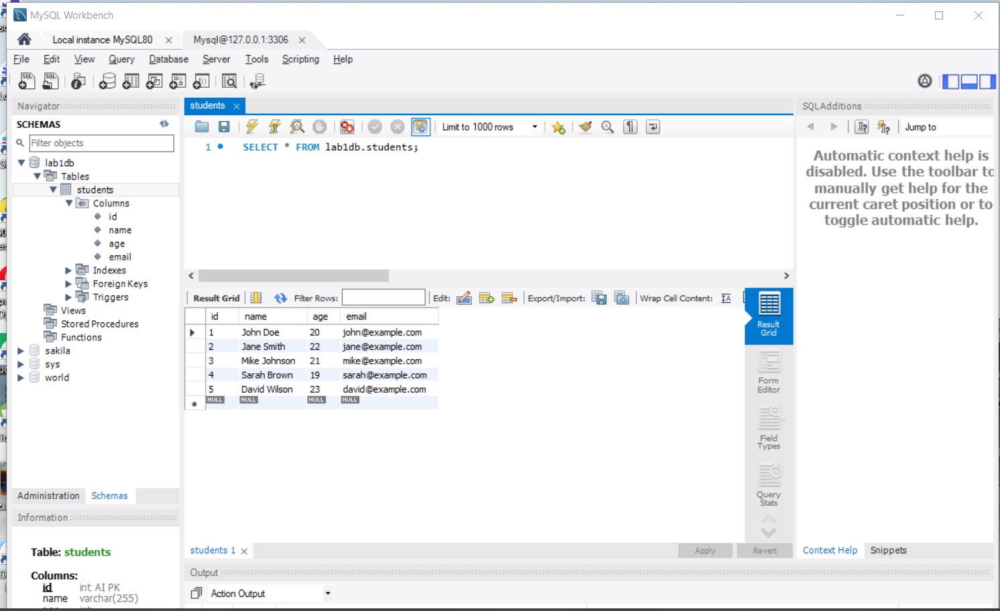 MySQL Workbench
Local instance MySQL80
Mysql@127.0.0.1:3306
File Edit View Query Database Server Tools Scripting Help
Navigator
SCHEMAS
Filter objects
lab1db
Tables
students
Columns
id
name
age
email
Indexes
Foreign Keys
Triggers
Views
Stored Procedures
Functions
sakila
sys
world
Administration Schemas
Information
Table: students
Columns:
id int AI PK
name varchar(255)
students
Limit to 1000 rows
1 SELECT * FROM lab1db.students;
Result Grid Filter Rows: Edit: Export/Import: Wrap Cell Content:
id name age email
1 John Doe 20 john@example.com
2 Jane Smith 22 jane@example.com
3 Mike Johnson 21 mike@example.com
4 Sarah Brown 19 sarah@example.com
5 David Wilson 23 david@example.com
NULL NULL NULL NULL
Result
Grid
Form
Editor
Field
Types
Query
Stats
students 1
Apply Revert
Output
Action Output
SQLAdditions
Jump to
Automatic context help is
disabled. Use the toolbar to
manually get help for the
current caret position or to
toggle automatic help.
Context Help Snippets